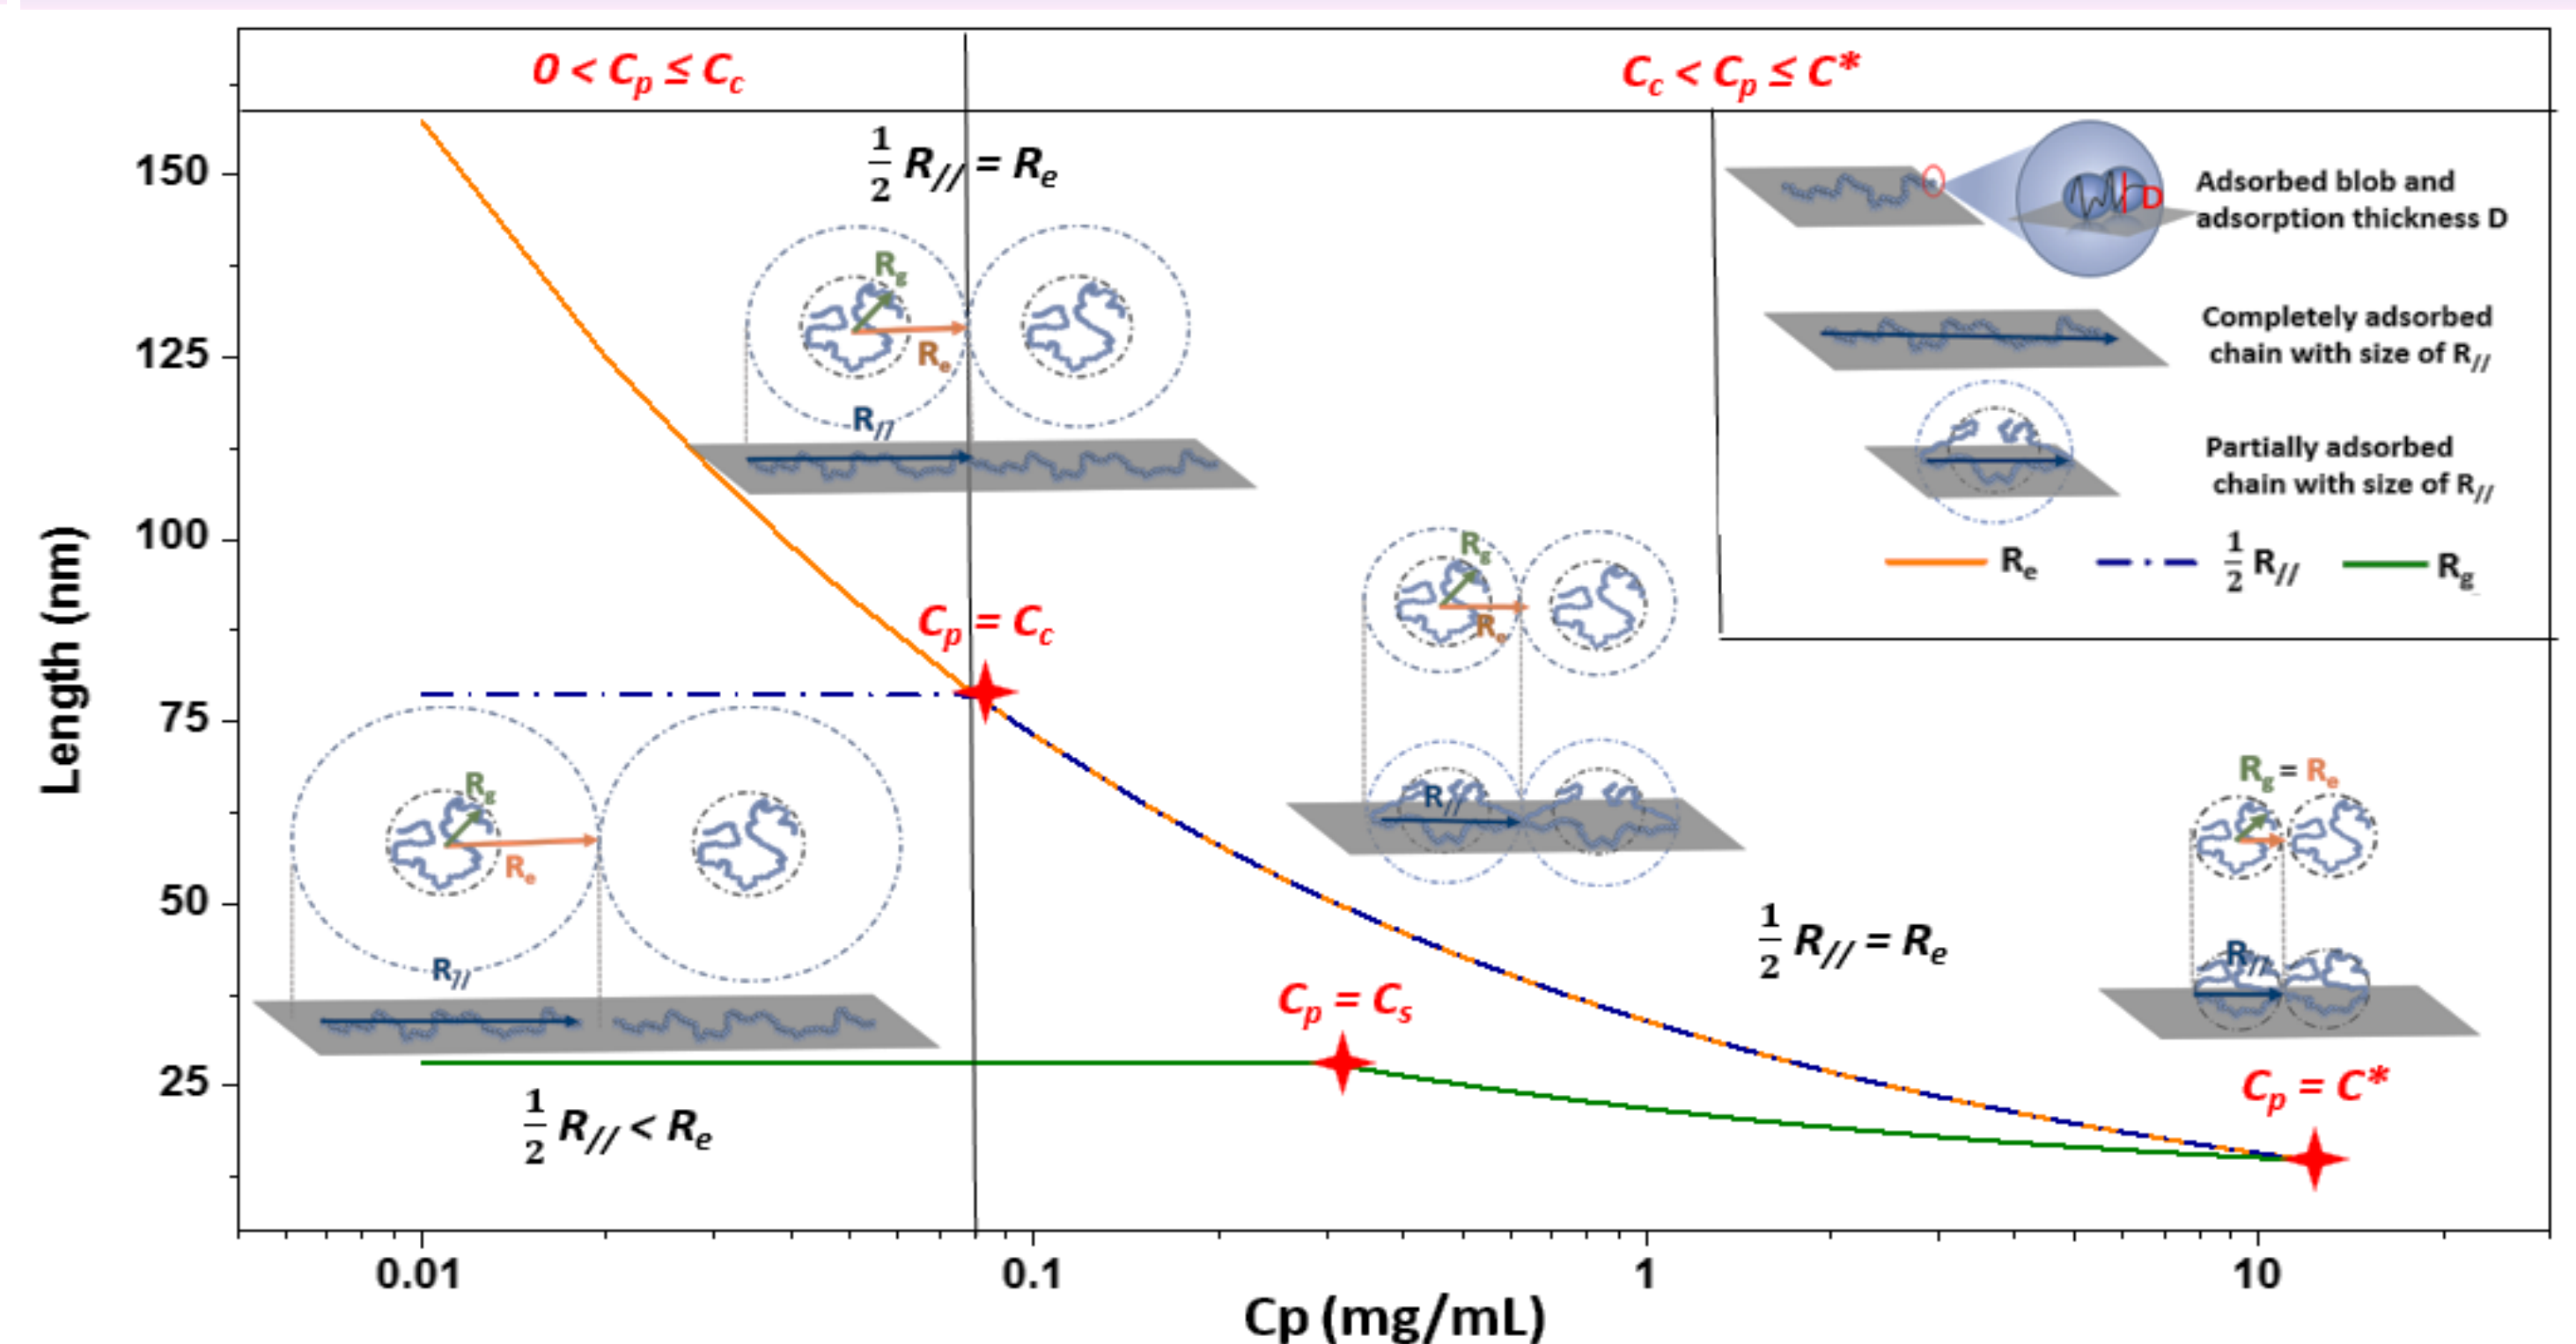 0 < Cp ≤ Cc
Cc < Cp ≤ C*
1/2 R// = Re
Rg
Re
R//
D
Adsorbed blob and
adsorption thickness D
Completely adsorbed
chain with size of R//
Partially adsorbed
chain with size of R//
Re
1/2 R//
Rg
Cp = Cc
Rg
Re
R//
Rg
Re
R//
1/2 R// = Re
Rg = Re
R//
Cp = Cs
Cp = C*
1/2 R// < Re
Length (nm)
150
125
100
75
50
25
0.01
0.1
1
10
Cp (mg/mL)